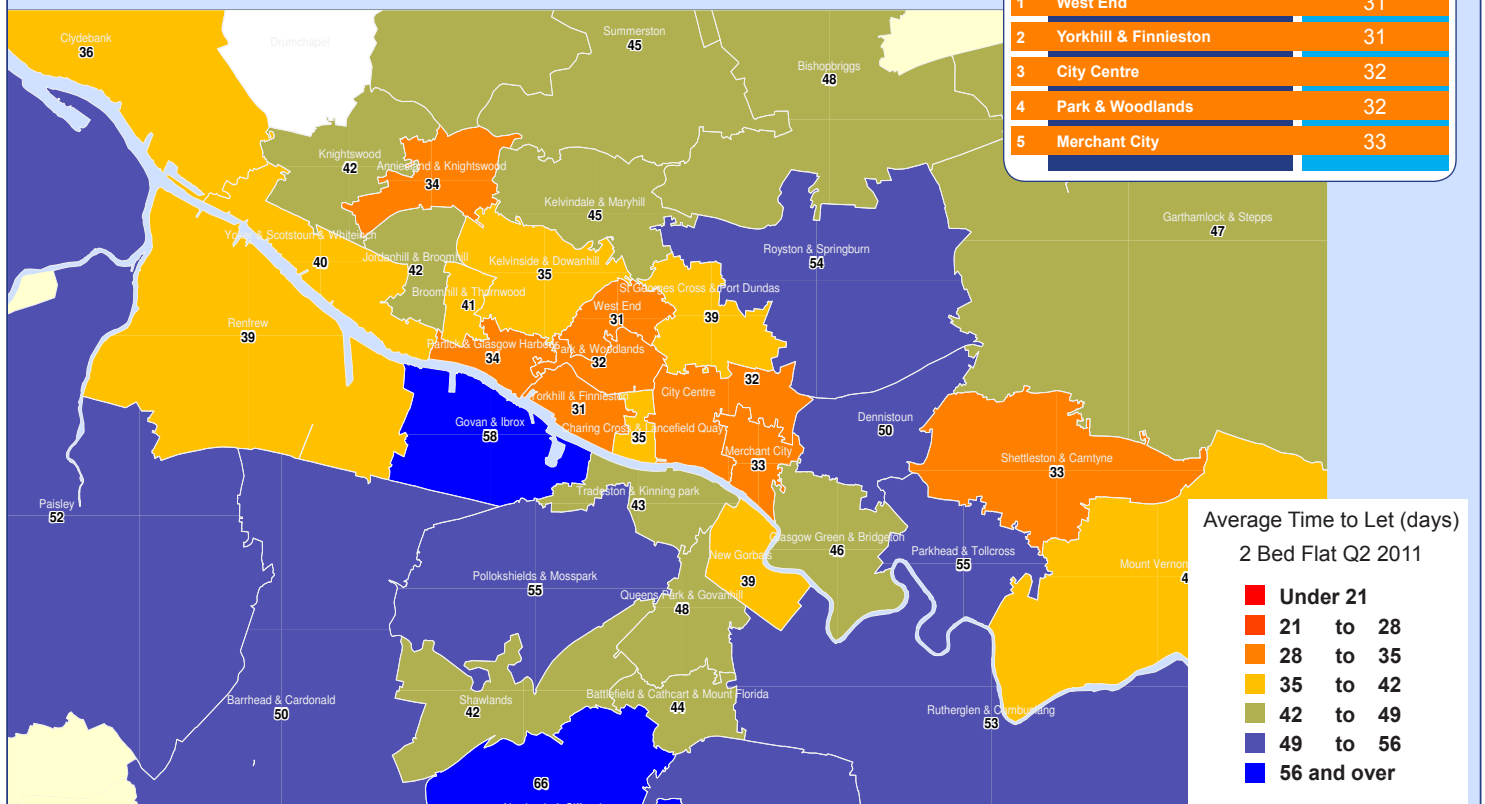 1 West End 31
2 Yorkhill & Finnieston 31
3 City Centre 32
4 Park & Woodlands 32
5 Merchant City 33
Clydebank
36
Drumchapel
Summerston
45
Bishopbriggs
48
Knightswood
42
Anniesland & Knightswood
34
Kelvindale & Maryhill
45
Garthamlock & Stepps
47
Yoker & Scotstoun & Whiteinch
40
Jordanhill & Broomhill
42
Kelvinside & Dowanhill
35
Royston & Springburn
54
Broomhill & Thornwood
41
St Georges Cross & Port Dundas
39
West End
31
Renfrew
39
Partick & Glasgow Harbour
34
Park & Woodlands
32
City Centre
32
Yorkhill & Finnieston
31
Govan & Ibrox
58
Charing Cross & Lancefield Quay
35
Dennistoun
50
Merchant City
33
Shettleston & Carntyne
33
Tradeston & Kinning park
43
Paisley
52
Glasgow Green & Bridgeton
46
Parkhead & Tollcross
55
New Gorbals
39
Mount Vernon
4
Pollokshields & Mosspark
55
Queens Park & Govanhill
48
Barrhead & Cardonald
50
Shawlands
42
Battlefield & Cathcart & Mount Florida
44
Rutherglen & Cambuslang
53
66
Average Time to Let (days)
2 Bed Flat Q2 2011
Under 21
21 to 28
28 to 35
35 to 42
42 to 49
49 to 56
56 and over